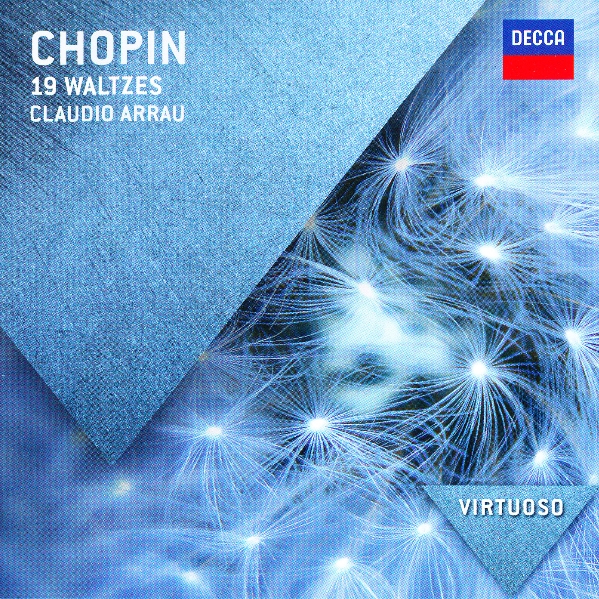 CHOPIN
19 WALTZES
CLAUDIO ARRAU
DECCA
VIRTUOSO